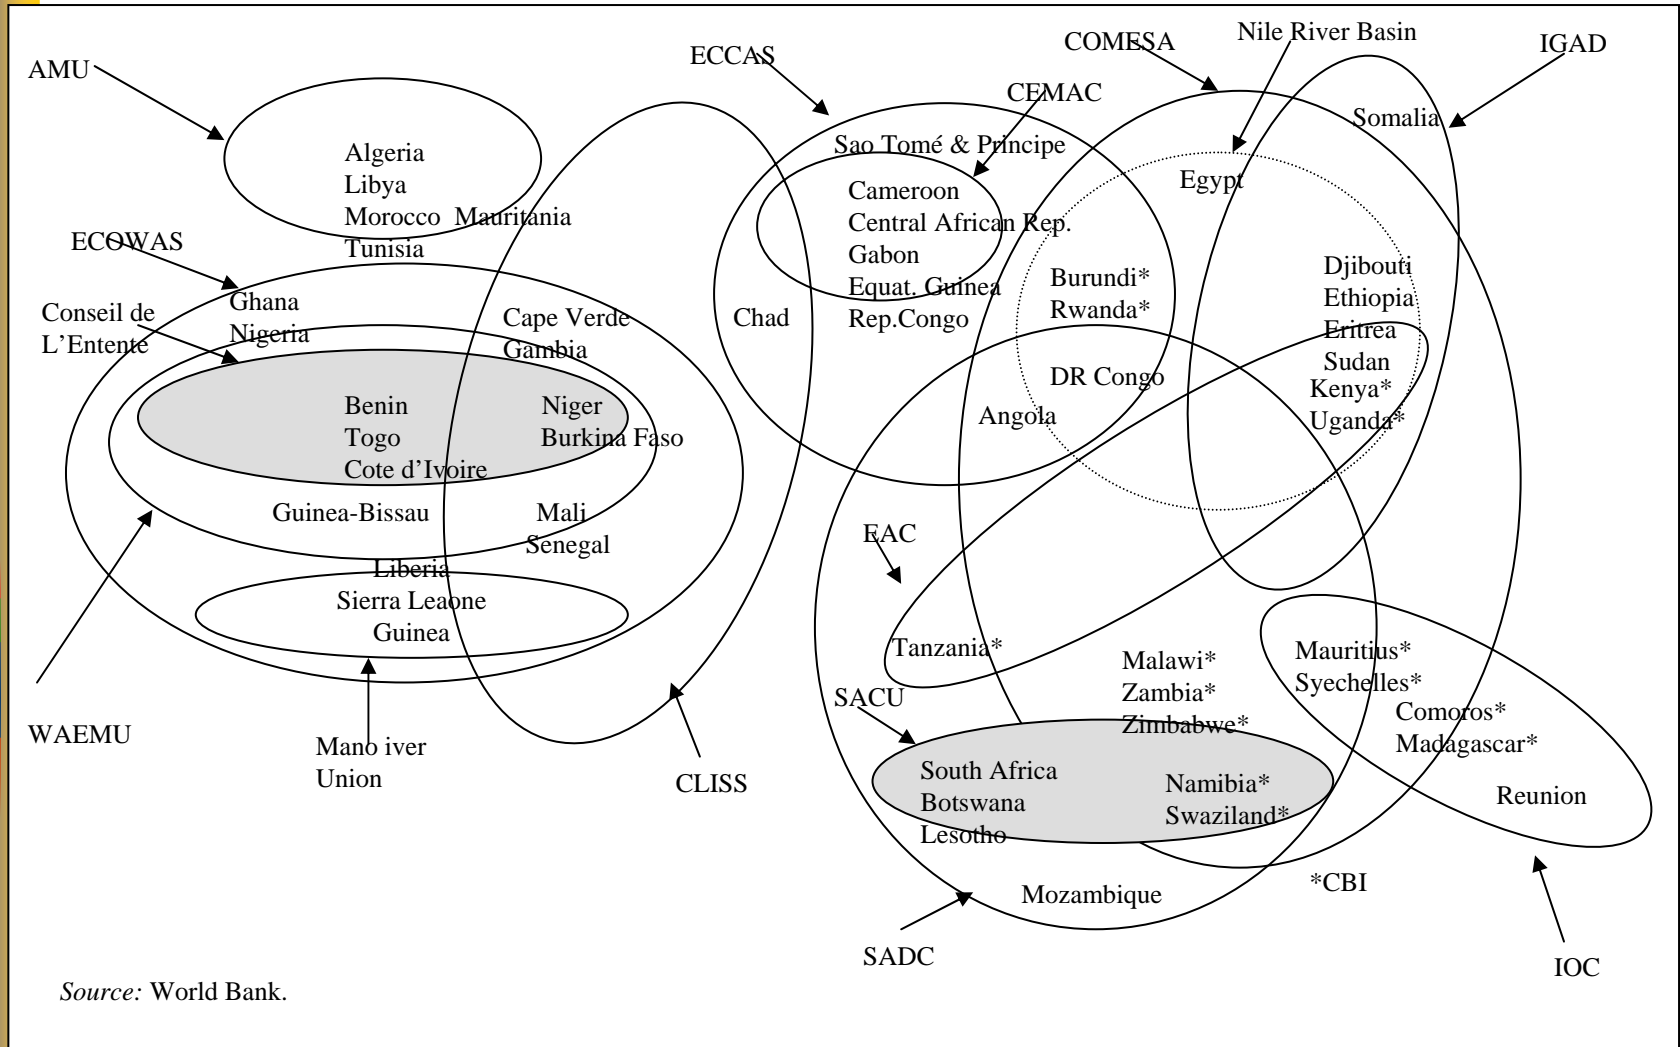 AMU
ECCAS
COMESA
Nile River Basin
IGAD
CEMAC
Somalia
Algeria
Libya
Morocco  Mauritania
Tunisia
Sao Tomé & Principe
Cameroon
Central African Rep.
Gabon
Equat. Guinea
Rep.Congo
Egypt
ECOWAS
Ghana
Nigeria
Conseil de
L’Entente
Cape Verde
Gambia
Chad
Burundi*
Rwanda*
Djibouti
Ethiopia
Eritrea
Sudan
Kenya*
Uganda*
DR Congo
Angola
Benin
Togo
Cote d’Ivoire
Niger
Burkina Faso
Guinea-Bissau
Mali
Senegal
Liberia
Sierra Leaone
Guinea
EAC
Tanzania*
Malawi*
Zambia*
Zimbabwe*
Mauritius*
Syechelles*
Comoros*
Madagascar*
Reunion
SACU
South Africa
Botswana
Lesotho
Namibia*
Swaziland*
WAEMU
Mano iver
Union
CLISS
Mozambique
*CBI
SADC
IOC
Source: World Bank.